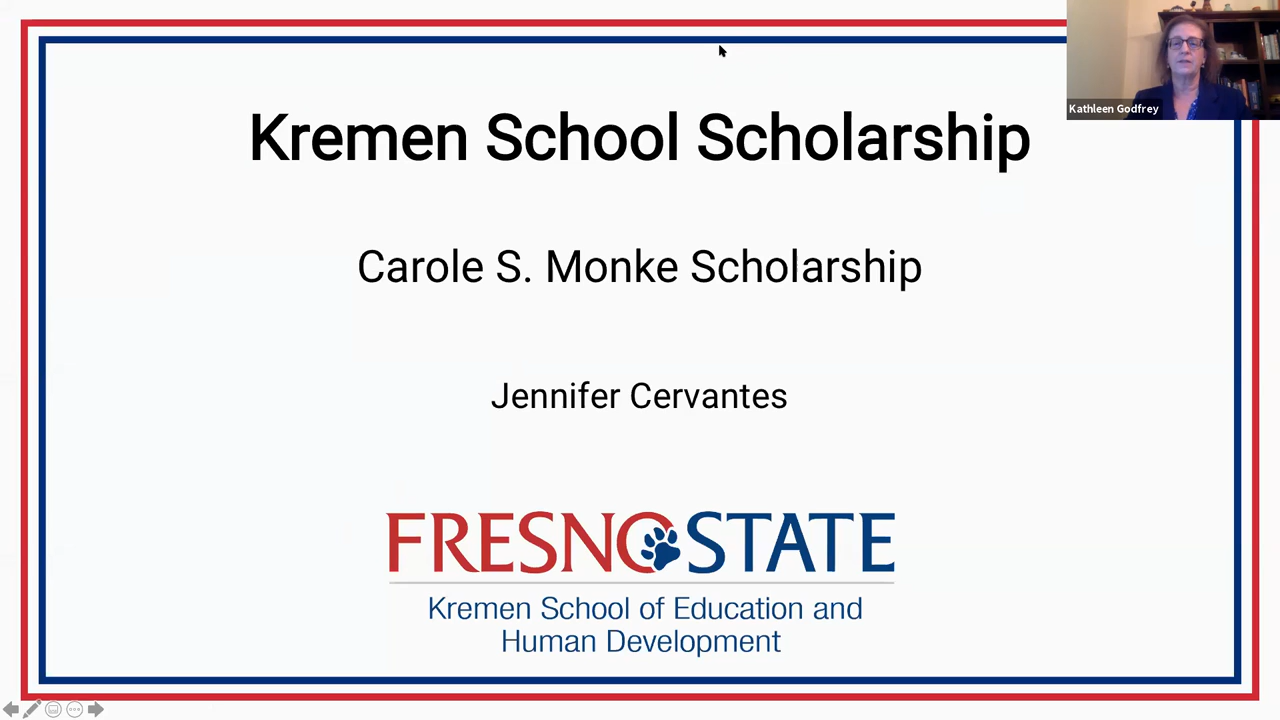 Kathleen Godfrey
Kremen School Scholarship
Carole S. Monke Scholarship
Jennifer Cervantes
FRESNO STATE
Kremen School of Education and
Human Development